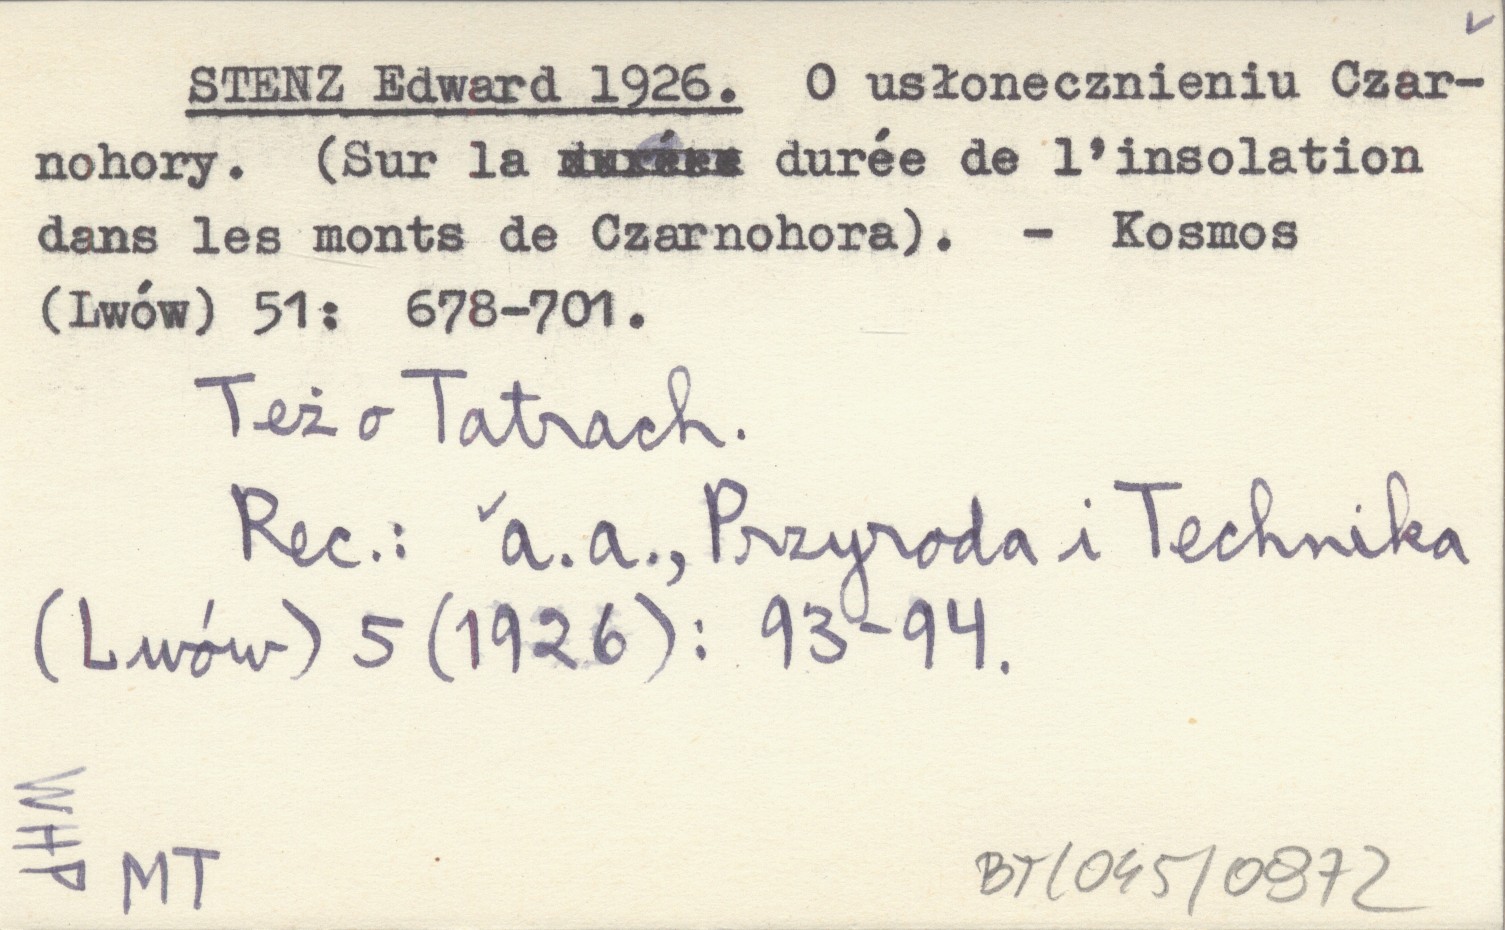 STENZ Edward 1926. O usłonecznieniu Czar-
nohory. (Sur la durée de l'insolation
dans les monts de Czarnohora). - Kosmos
(Lwów) 51: 678-701.
Też o Tatrach.
Rec.: a.a., Przyroda i Technika
(Lwów) 5 (1926): 93-94.
WHP
MT
BT/045/0872